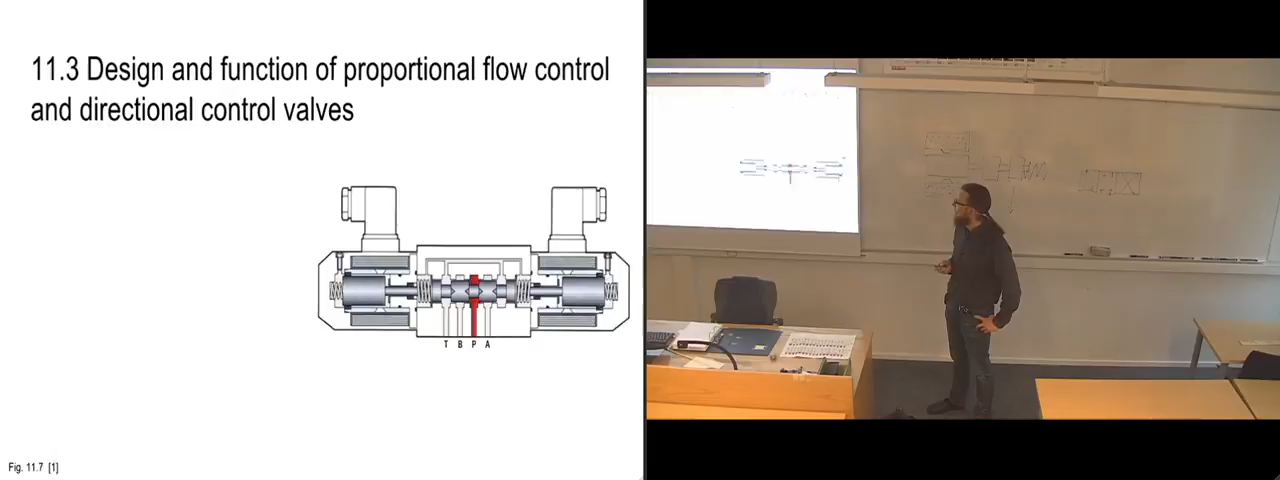 11.3 Design and function of proportional flow control
and directional control valves
T B P A
Fig. 11.7 [1]